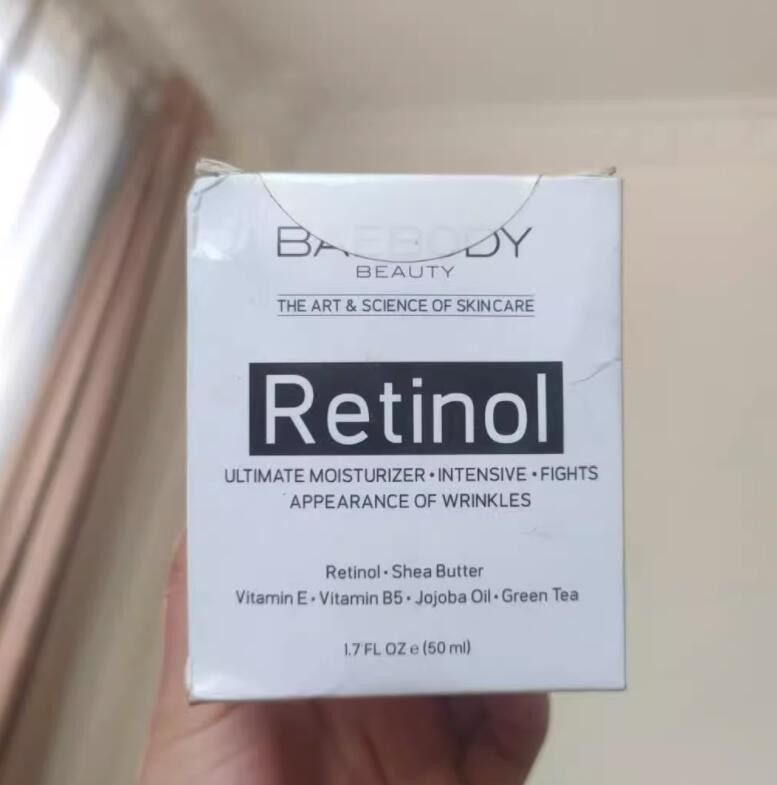 BAEBODY
BEAUTY
THE ART & SCIENCE OF SKINCARE
Retinol
ULTIMATE MOISTURIZER • INTENSIVE • FIGHTS
APPEARANCE OF WRINKLES
Retinol • Shea Butter
Vitamin E • Vitamin B5 • Jojoba Oil • Green Tea
1.7 FL OZ e (50 ml)